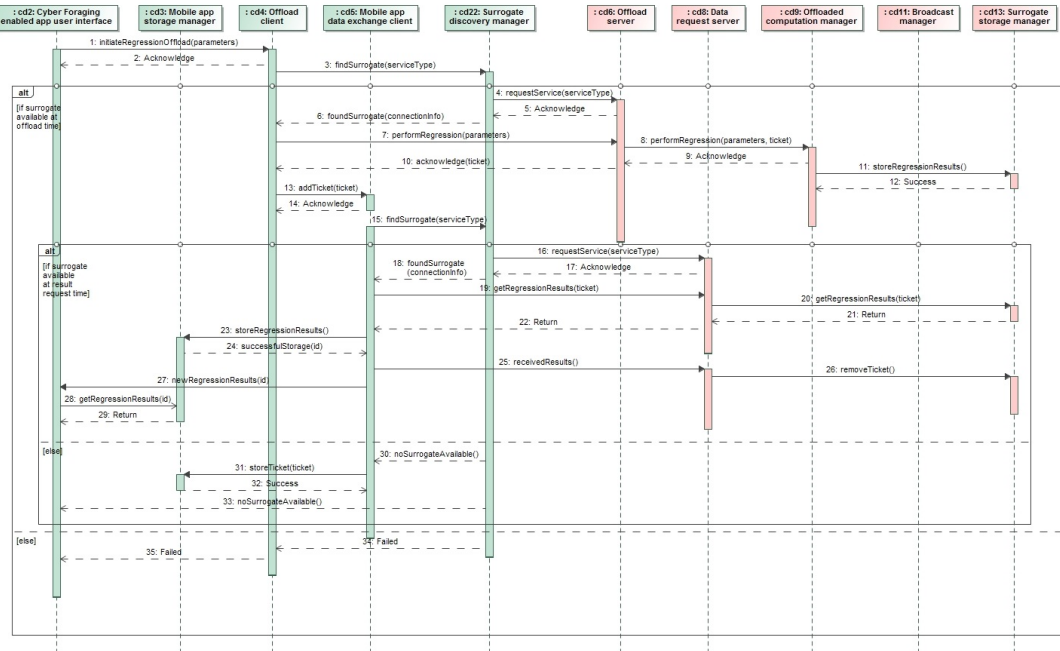 : cd2: Cyber Foraging
enabled app user interface
: cd3: Mobile app
storage manager
: cd4: Offload
client
: cd5: Mobile app
data exchange client
: cd22: Surrogate
discovery manager
: cd6: Offload
server
: cd8: Data
request server
: cd9: Offloaded
computation manager
: cd11: Broadcast
manager
: cd13: Surrogate
storage manager
1: initiateRegressionOffload(parameters)
2: Acknowledge
3: findSurrogate(serviceType)
alt
[if surrogate
available at
offload time]
4: requestService(serviceType)
5: Acknowledge
6: foundSurrogate(connectionInfo)
7: performRegression(parameters)
8: performRegression(parameters, ticket)
9: Acknowledge
10: acknowledge(ticket)
11: storeRegressionResults()
12: Success
13: addTicket(ticket)
14: Acknowledge
15: findSurrogate(serviceType)
alt
[if surrogate
available
at result
request time]
16: requestService(serviceType)
17: Acknowledge
18: foundSurrogate
(connectionInfo)
19: getRegressionResults(ticket)
20: getRegressionResults(ticket)
21: Return
22: Return
23: storeRegressionResults()
24: successfulStorage(id)
25: receivedResults()
26: removeTicket()
27: newRegressionResults(id)
28: getRegressionResults(id)
29: Return
[else]
30: noSurrogateAvailable()
31: storeTicket(ticket)
32: Success
33: noSurrogateAvailable()
[else]
34: Failed
35: Failed